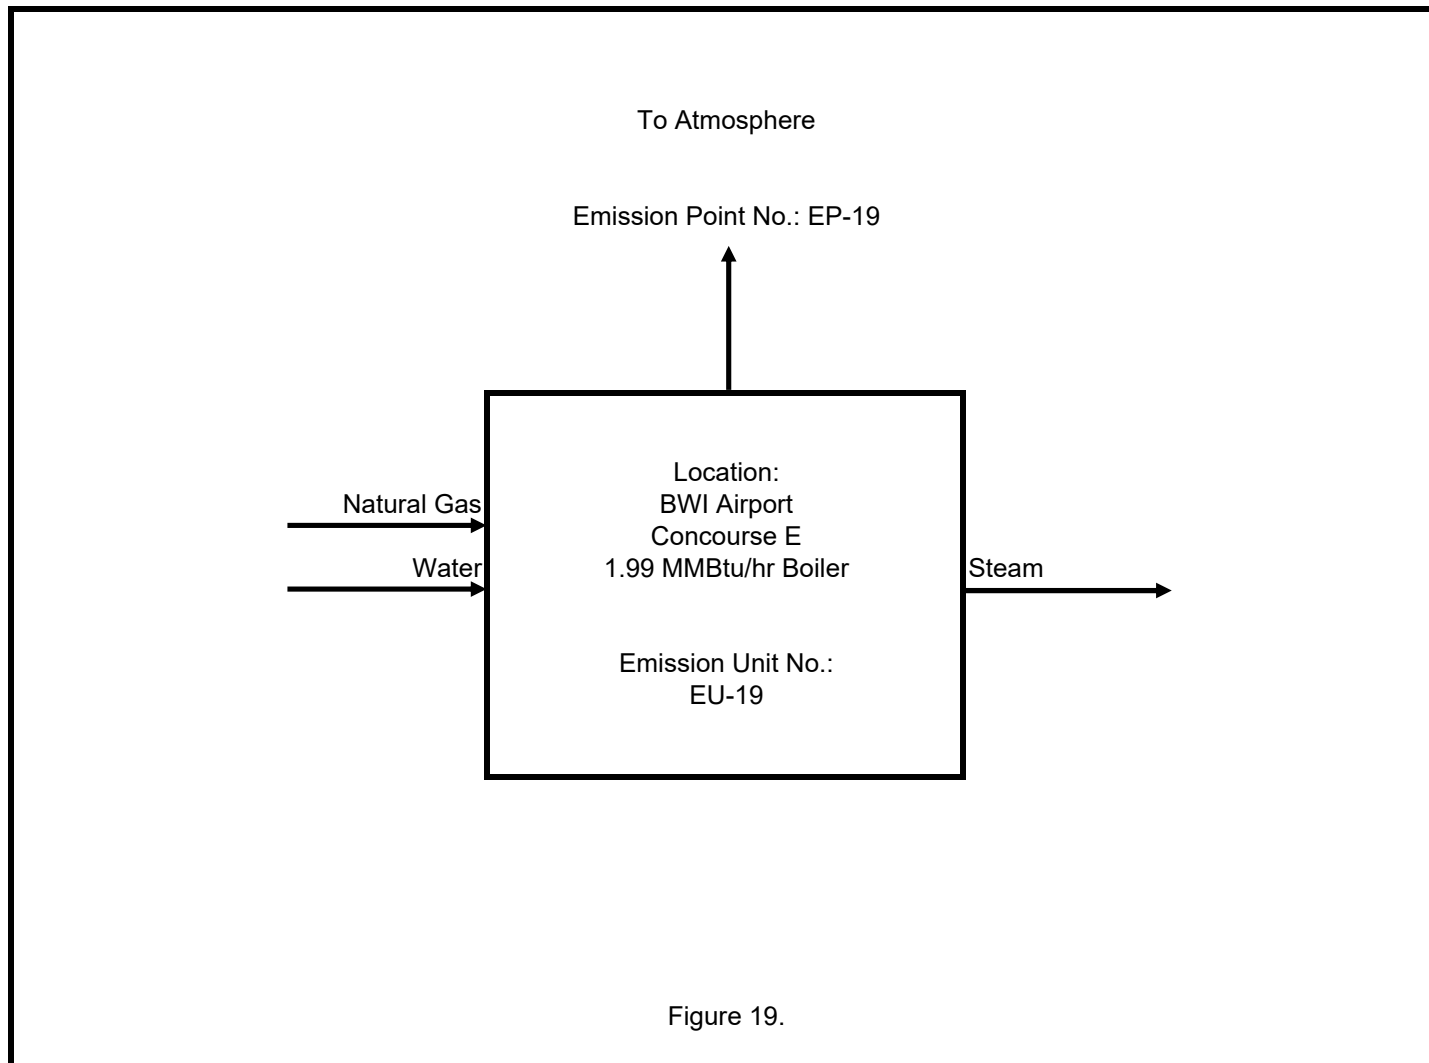 To Atmosphere
Emission Point No.: EP-19
Natural Gas
Water
Location:
BWI Airport
Concourse E
1.99 MMBtu/hr Boiler
Emission Unit No.:
EU-19
Steam
Figure 19.